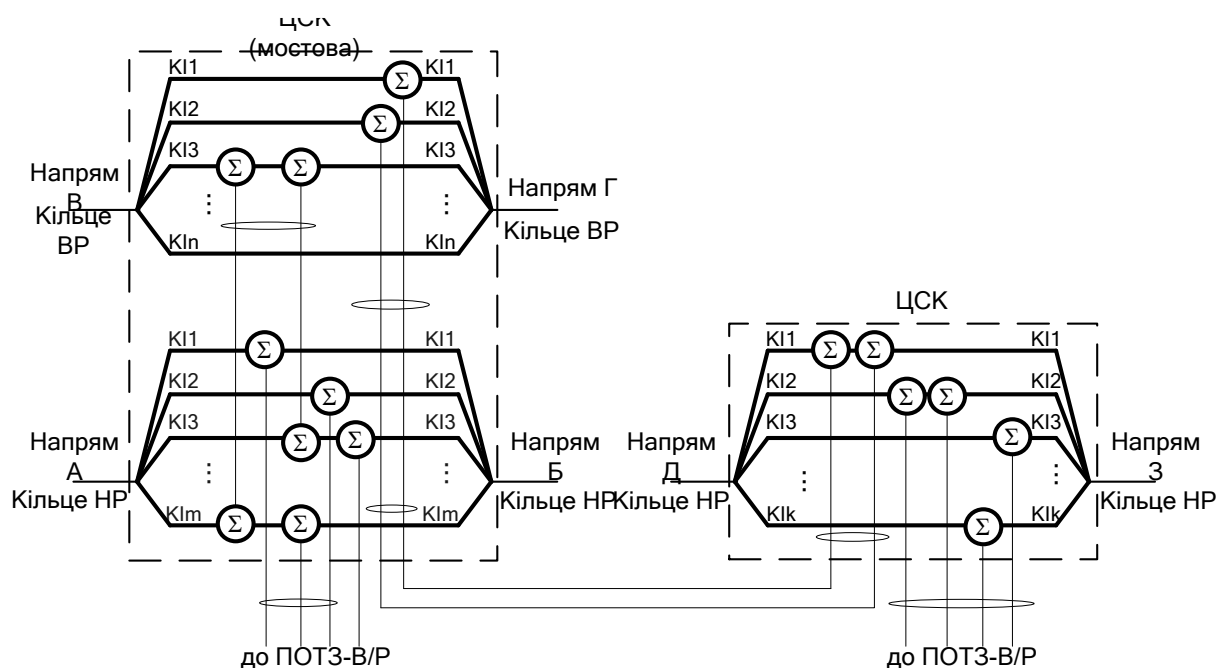 ЦСК
(мостова)
КІ1
КІ1
Σ
КІ2
КІ2
Σ
КІ3
КІ3
Σ
Σ
Напрям
В
Кільце
ВР
⋮
⋮
Напрям Г
Кільце ВР
КІn
КІn
КІ1
КІ1
Σ
КІ2
КІ2
Σ
КІ3
КІ3
Σ
Σ
Напрям
А
Кільце НР
⋮
⋮
Напрям
Б
Кільце НР
КІm
КІm
Σ
Σ
до ПОТЗ-В/Р
ЦСК
КІ1
КІ1
Σ
Σ
КІ2
КІ2
Σ
Σ
КІ3
КІ3
Σ
Напрям
Д
Кільце НР
⋮
⋮
Напрям
З
Кільце НР
КІk
КІk
Σ
до ПОТЗ-В/Р